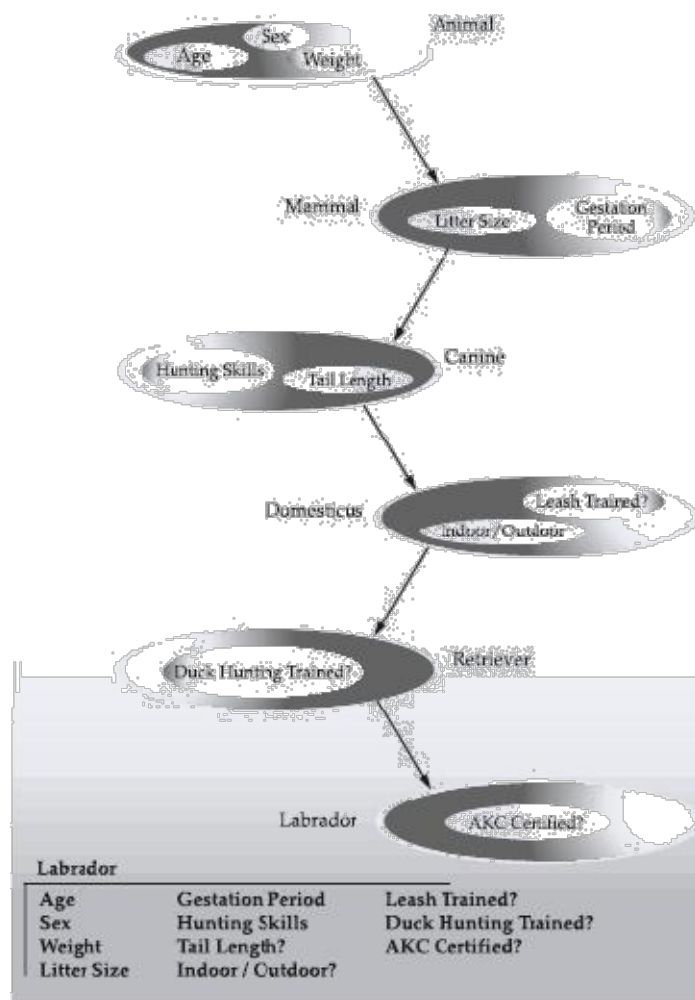 Animal
Sex
Age
Weight
Mammal
Litter Size
Gestation
Period
Canine
Hunting Skills
Tail Length
Domesticus
Leash Trained?
Indoor/Outdoor
Retriever
Duck Hunting Trained?
Labrador
AKC Certified?
Labrador
Age Gestation Period Leash Trained?
Sex Hunting Skills Duck Hunting Trained?
Weight Tail Length? AKC Certified?
Litter Size Indoor / Outdoor?